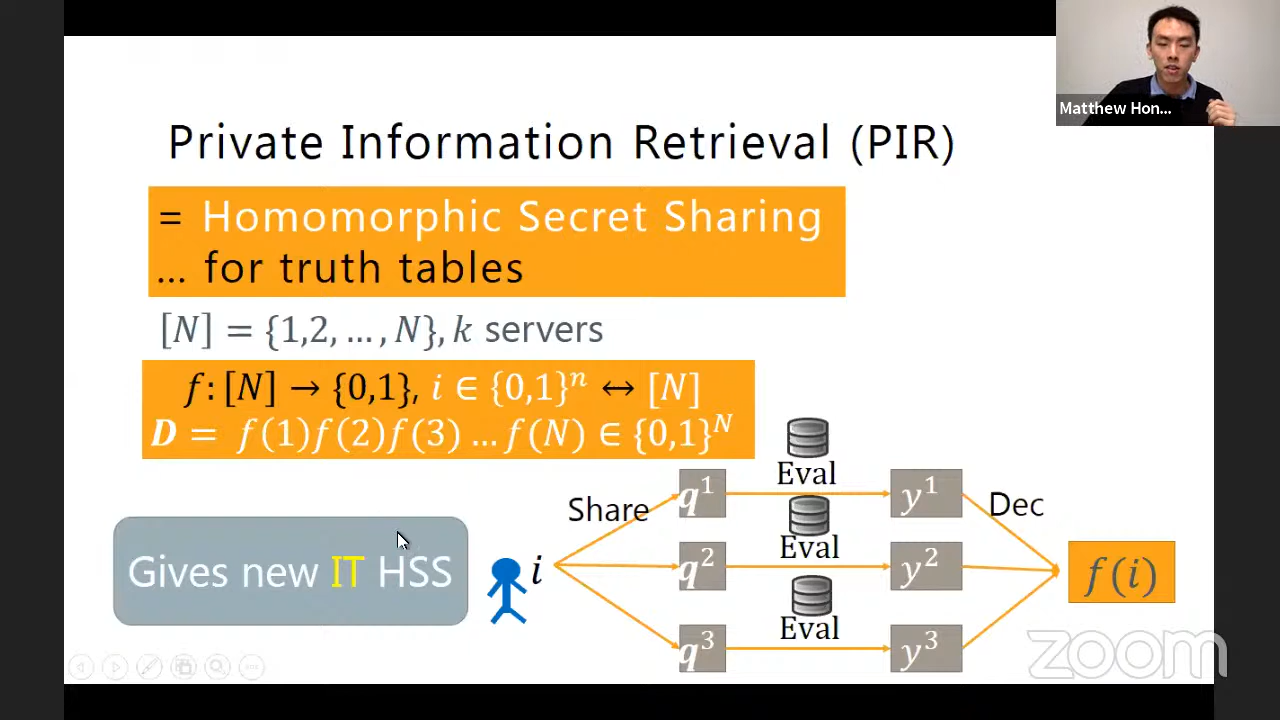 Matthew Hon...
Private Information Retrieval (PIR)
= Homomorphic Secret Sharing
... for truth tables
[N] = {1,2, ... , N}, k servers
f: [N] → {0,1}, i ∈ {0,1}ⁿ ↔ [N]
D = f(1)f(2)f(3) ... f(N) ∈ {0,1}ᴺ
Share
q¹
Eval
y¹
Dec
Gives new IT HSS
i
q²
Eval
y²
f(i)
q³
Eval
y³
zoom